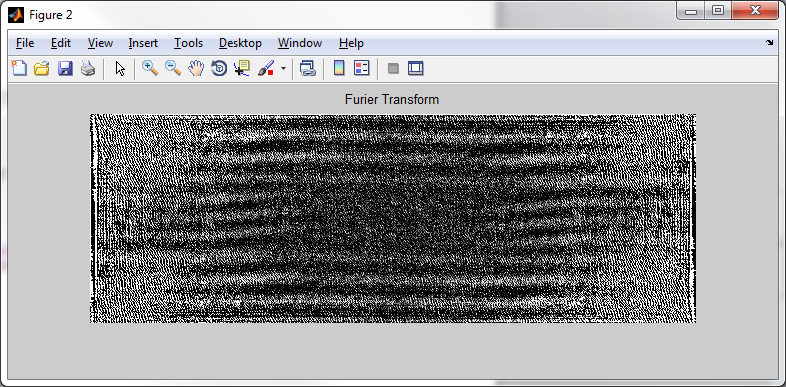 Figure 2
File Edit View Insert Tools Desktop Window Help
Furier Transform